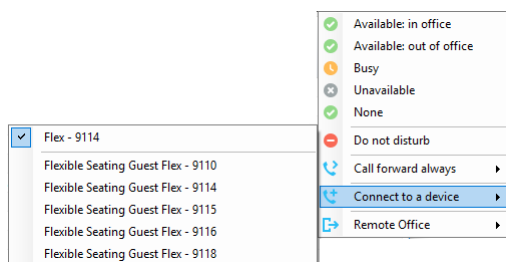 Available: in office
Available: out of office
Busy
Unavailable
None
Do not disturb
Call forward always
Connect to a device
Remote Office
Flex - 9114
Flexible Seating Guest Flex - 9110
Flexible Seating Guest Flex - 9114
Flexible Seating Guest Flex - 9115
Flexible Seating Guest Flex - 9116
Flexible Seating Guest Flex - 9118